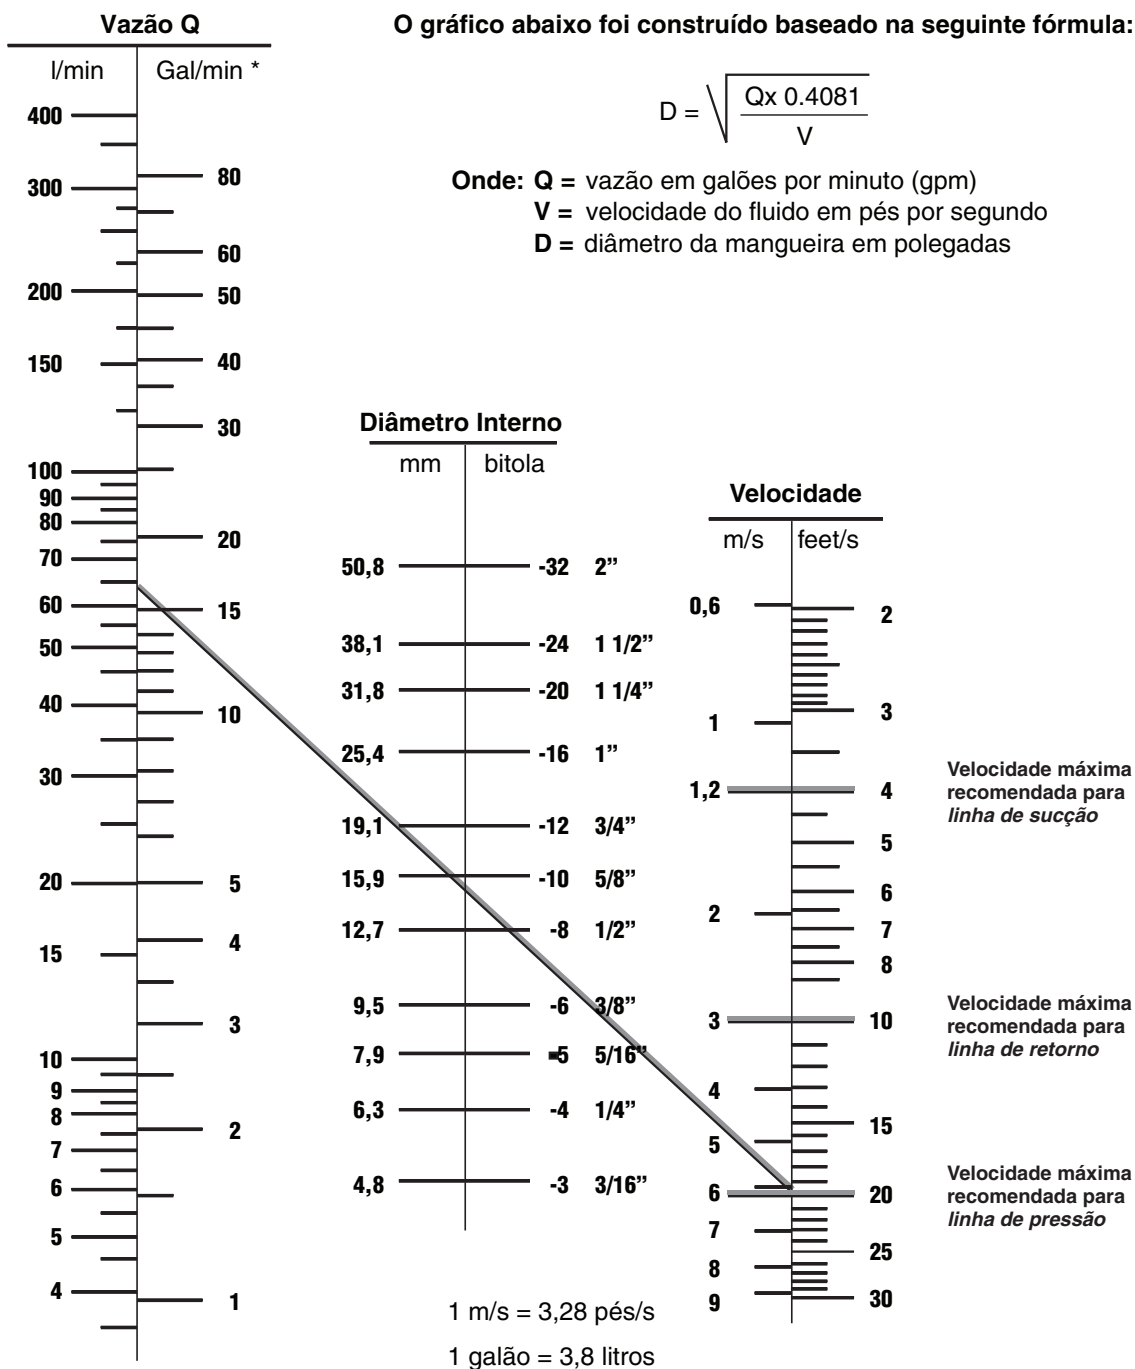 Vazão Q
l/min Gal/min *
O gráfico abaixo foi construído baseado na seguinte fórmula:
D = √ Qx 0.4081
V
Onde: Q = vazão em galões por minuto (gpm)
V = velocidade do fluido em pés por segundo
D = diâmetro da mangueira em polegadas
400
300
200
150
100
90
80
70
60
50
40
30
20
15
10
9
8
7
6
5
4
80
60
50
40
30
20
15
10
5
4
3
2
1
Diâmetro Interno
mm bitola
50,8 -32 2”
38,1 -24 1 1/2”
31,8 -20 1 1/4”
25,4 -16 1”
19,1 -12 3/4”
15,9 -10 5/8”
12,7 -8 1/2”
9,5 -6 3/8”
7,9 -5 5/16”
6,3 -4 1/4”
4,8 -3 3/16”
Velocidade
m/s feet/s
0,6
1
1,2
2
3
4
5
6
7
8
9
2
3
4
5
6
7
8
10
15
20
25
30
Velocidade máxima
recomendada para
linha de sucção
Velocidade máxima
recomendada para
linha de retorno
Velocidade máxima
recomendada para
linha de pressão
1 m/s = 3,28 pés/s
1 galão = 3,8 litros